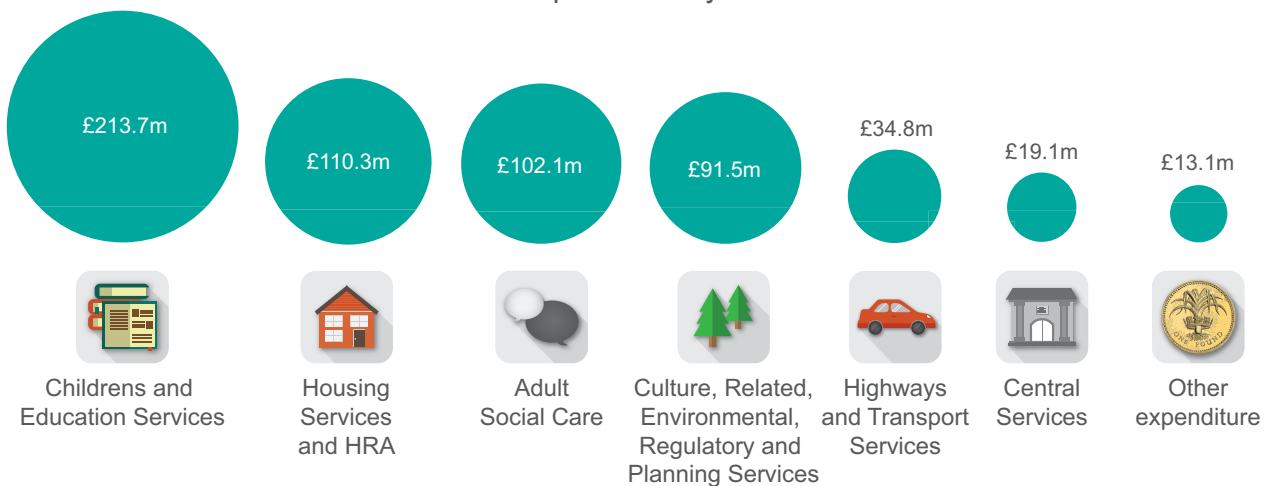 £213.7m
£110.3m
£102.1m
£91.5m
£34.8m
£19.1m
£13.1m
Childrens and
Education Services
Housing
Services
and HRA
Adult
Social Care
Culture, Related,
Environmental,
Regulatory and
Planning Services
Highways
and Transport
Services
Central
Services
Other
expenditure
ONE POUND